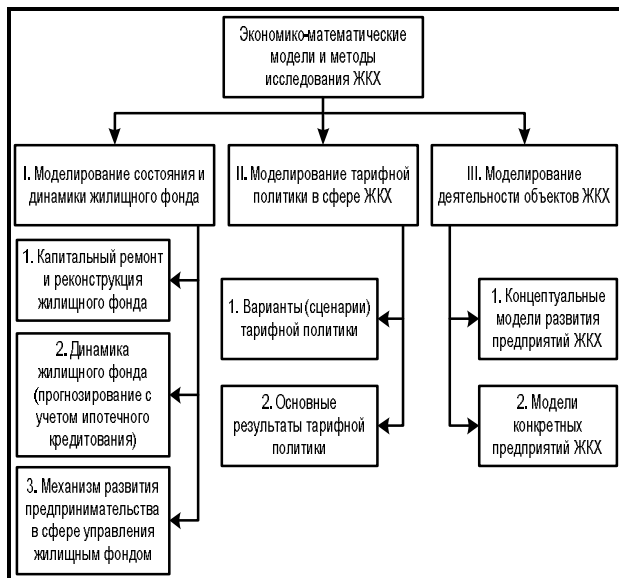 Экономико-математические
модели и методы
исследования ЖКХ
I. Моделирование состояния и
динамики жилищного фонда
II. Моделирование тарифной
политики в сфере ЖКХ
III. Моделирование
деятельности объектов ЖКХ
1. Капитальный ремонт
и реконструкция
жилищного фонда
2. Динамика
жилищного фонда
(прогнозирование с
учетом ипотечного
кредитования)
3. Механизм развития
предпринимательства
в сфере управления
жилищным фондом
1. Варианты (сценарии)
тарифной политики
2. Основные
результаты тарифной
политики
1. Концептуальные
модели развития
предприятий ЖКХ
2. Модели
конкретных
предприятий ЖКХ